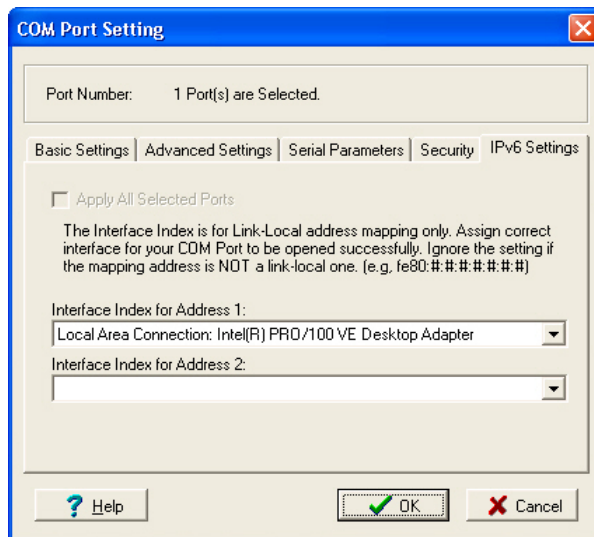 COM Port Setting
Port Number: 1 Port(s) are Selected.
Basic Settings Advanced Settings Serial Parameters Security IPv6 Settings
Apply All Selected Ports
The Interface Index is for Link-Local address mapping only. Assign correct
interface for your COM Port to be opened successfully. Ignore the setting if
the mapping address is NOT a link-local one. (e.g, fe80:#:#:#:#:#:#:#)
Interface Index for Address 1:
Local Area Connection: Intel(R) PRO/100 VE Desktop Adapter
Interface Index for Address 2:
? Help OK Cancel